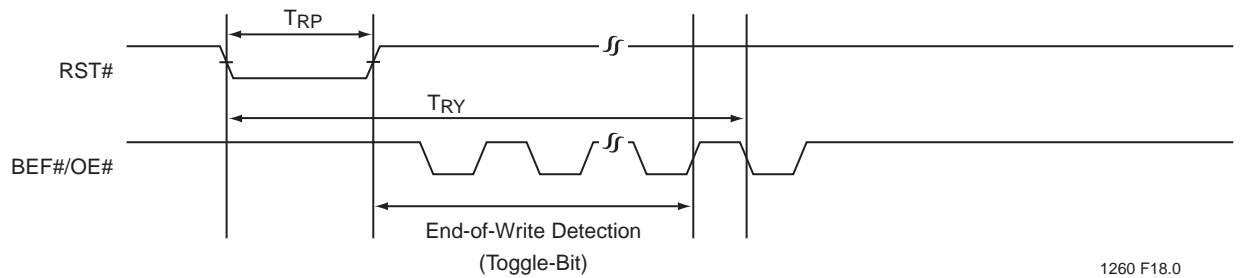 TRP
RST#
TRY
BEF#/OE#
End-of-Write Detection
(Toggle-Bit)
1260 F18.0